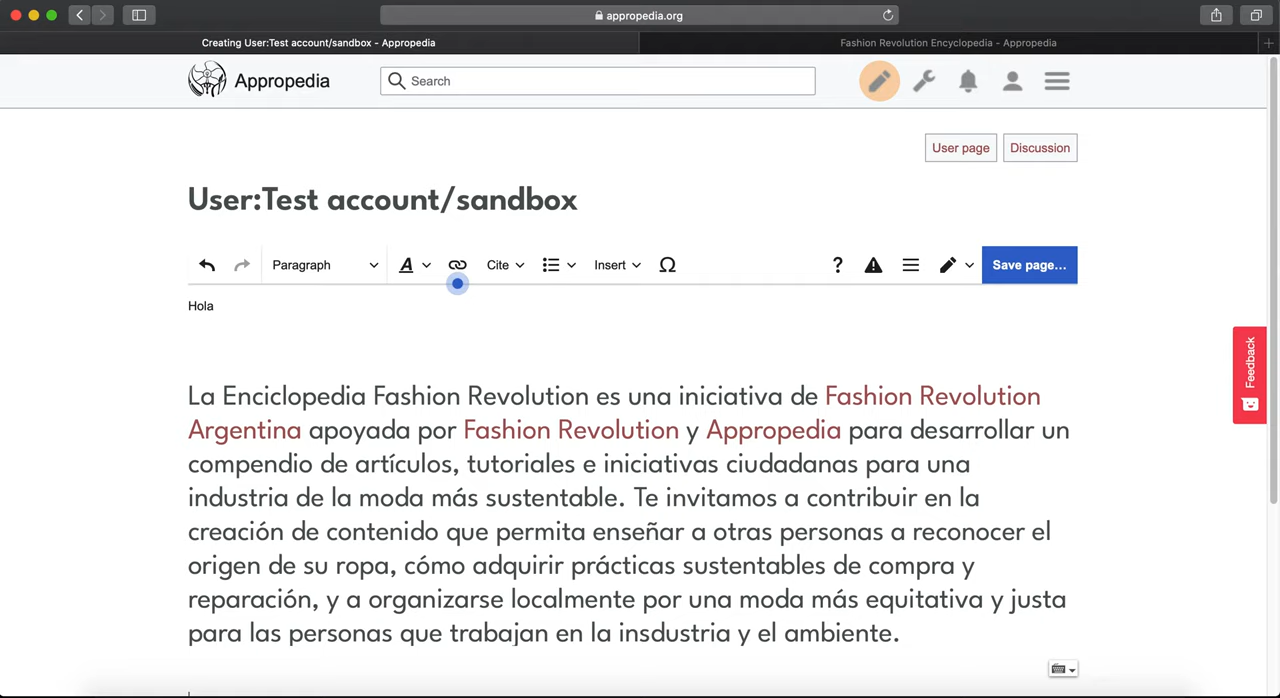 appropedia.org
Creating User:Test account/sandbox - Appropedia
Fashion Revolution Encyclopedia - Appropedia
Appropedia
Search
User page
Discussion
User:Test account/sandbox
Paragraph
A
Cite
Insert
Ω
?
Save page...
Hola
Feedback
La Enciclopedia Fashion Revolution es una iniciativa de Fashion Revolution
Argentina apoyada por Fashion Revolution y Appropedia para desarrollar un
compendio de artículos, tutoriales e iniciativas ciudadanas para una
industria de la moda más sustentable. Te invitamos a contribuir en la
creación de contenido que permita enseñar a otras personas a reconocer el
origen de su ropa, cómo adquirir prácticas sustentables de compra y
reparación, y a organizarse localmente por una moda más equitativa y justa
para las personas que trabajan en la insdustria y el ambiente.